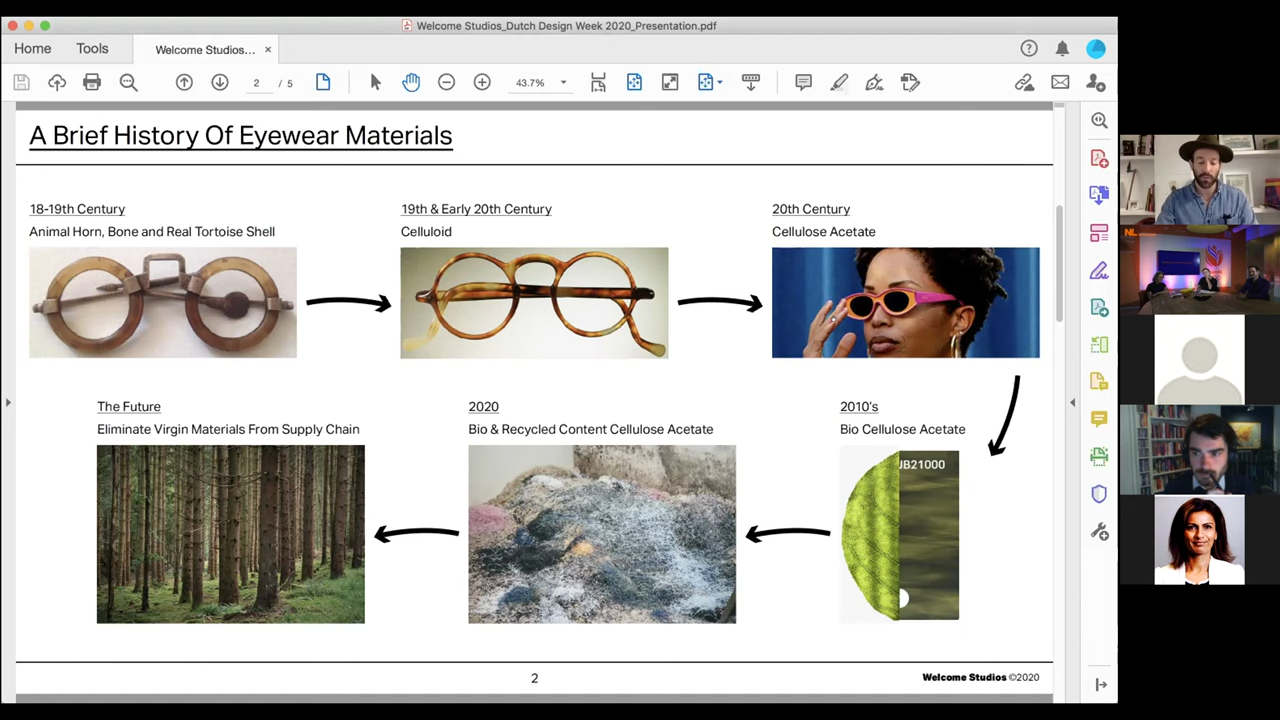 Welcome Studios_Dutch Design Week 2020_Presentation.pdf
Home
Tools
Welcome Studios...
2 / 5
43.7%
A Brief History Of Eyewear Materials
18-19th Century
Animal Horn, Bone and Real Tortoise Shell
19th & Early 20th Century
Celluloid
20th Century
Cellulose Acetate
The Future
Eliminate Virgin Materials From Supply Chain
2020
Bio & Recycled Content Cellulose Acetate
2010's
Bio Cellulose Acetate
JB21000
2
Welcome Studios ©2020
NL